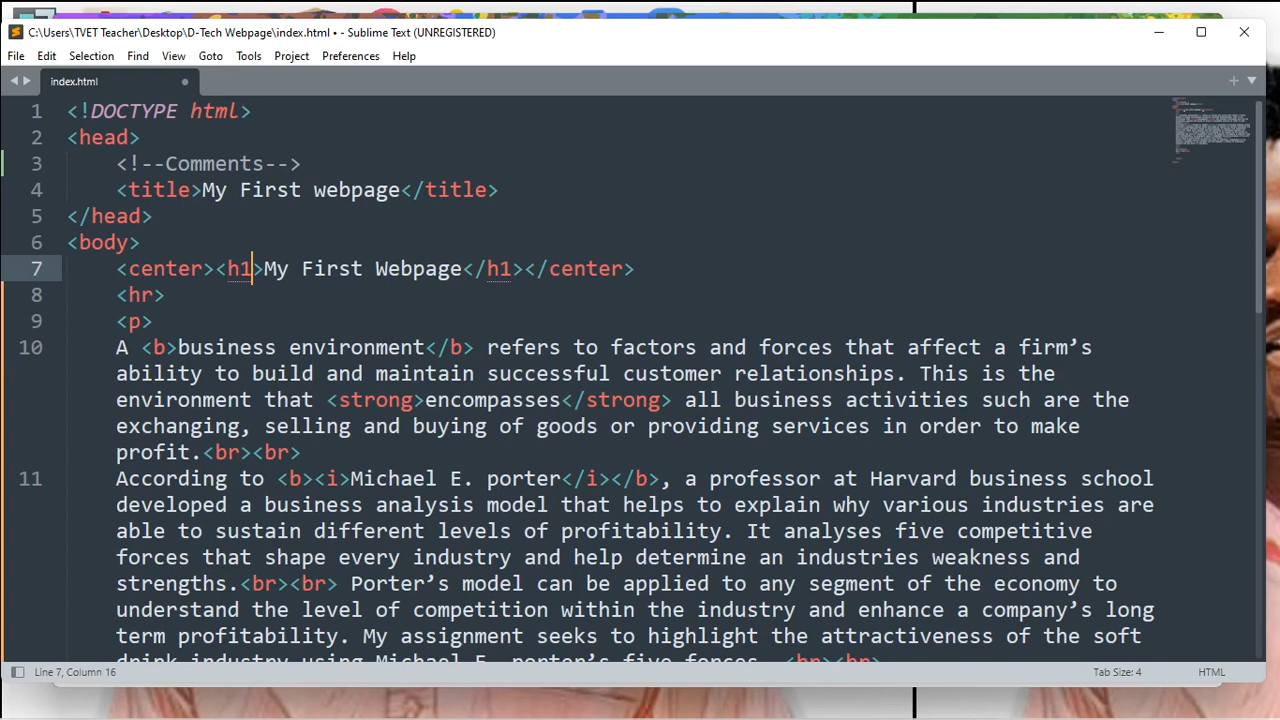 C:\Users\TVET Teacher\Desktop\D-Tech Webpage\index.html • - Sublime Text (UNREGISTERED)
File Edit Selection Find View Goto Tools Project Preferences Help
index.html
1 <!DOCTYPE html>
2 <head>
3 <!--Comments-->
4 <title>My First webpage</title>
5 </head>
6 <body>
7 <center><h1>My First Webpage</h1></center>
8 <hr>
9 <p>
10 A <b>business environment</b> refers to factors and forces that affect a firm’s
ability to build and maintain successful customer relationships. This is the
environment that <strong>encompasses</strong> all business activities such are the
exchanging, selling and buying of goods or providing services in order to make
profit.<br><br>
11 According to <b><i>Michael E. porter</i></b>, a professor at Harvard business school
developed a business analysis model that helps to explain why various industries are
able to sustain different levels of profitability. It analyses five competitive
forces that shape every industry and help determine an industries weakness and
strengths.<br><br> Porter’s model can be applied to any segment of the economy to
understand the level of competition within the industry and enhance a company’s long
term profitability. My assignment seeks to highlight the attractiveness of the soft
drink industry using Michael E. porter’s five forces. <br><br>
Line 7, Column 16 Tab Size: 4 HTML